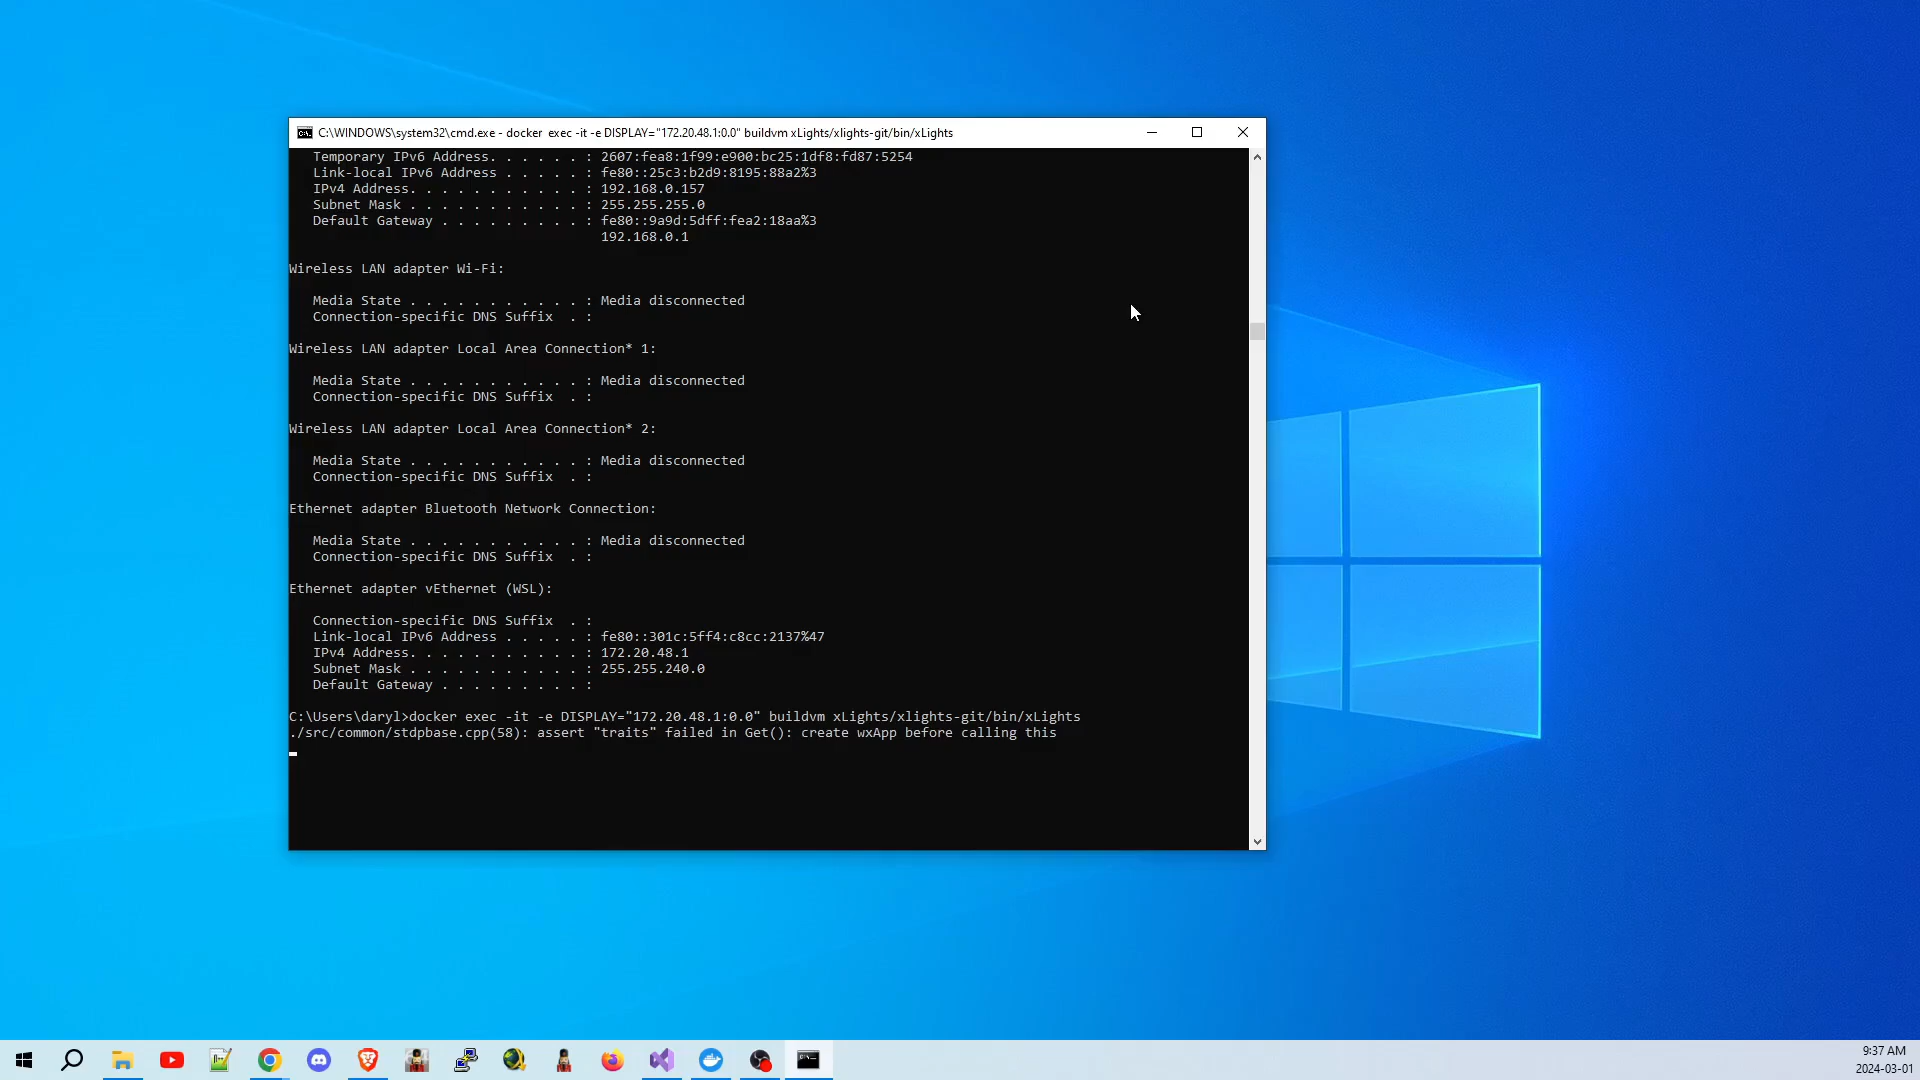 C:\WINDOWS\system32\cmd.exe - docker exec -it -e DISPLAY="172.20.48.1:0.0" buildvm xLights/xlights-git/bin/xLights
Temporary IPv6 Address. . . . . . : 2607:fea8:1f99:e900:bc25:1df8:fd87:5254
Link-local IPv6 Address . . . . . : fe80::25c3:b2d9:8195:88a2%3
IPv4 Address. . . . . . . . . . . : 192.168.0.157
Subnet Mask . . . . . . . . . . . : 255.255.255.0
Default Gateway . . . . . . . . . : fe80::9a9d:5dff:fea2:18aa%3
192.168.0.1
Wireless LAN adapter Wi-Fi:
Media State . . . . . . . . . . . : Media disconnected
Connection-specific DNS Suffix  . :
Wireless LAN adapter Local Area Connection* 1:
Media State . . . . . . . . . . . : Media disconnected
Connection-specific DNS Suffix  . :
Wireless LAN adapter Local Area Connection* 2:
Media State . . . . . . . . . . . : Media disconnected
Connection-specific DNS Suffix  . :
Ethernet adapter Bluetooth Network Connection:
Media State . . . . . . . . . . . : Media disconnected
Connection-specific DNS Suffix  . :
Ethernet adapter vEthernet (WSL):
Connection-specific DNS Suffix  . :
Link-local IPv6 Address . . . . . : fe80::301c:5ff4:c8cc:2137%47
IPv4 Address. . . . . . . . . . . : 172.20.48.1
Subnet Mask . . . . . . . . . . . : 255.255.240.0
Default Gateway . . . . . . . . . :
C:\Users\daryl>docker exec -it -e DISPLAY="172.20.48.1:0.0" buildvm xLights/xlights-git/bin/xLights
./src/common/stdpbase.cpp(58): assert "traits" failed in Get(): create wxApp before calling this
9:37 AM
2024-03-01